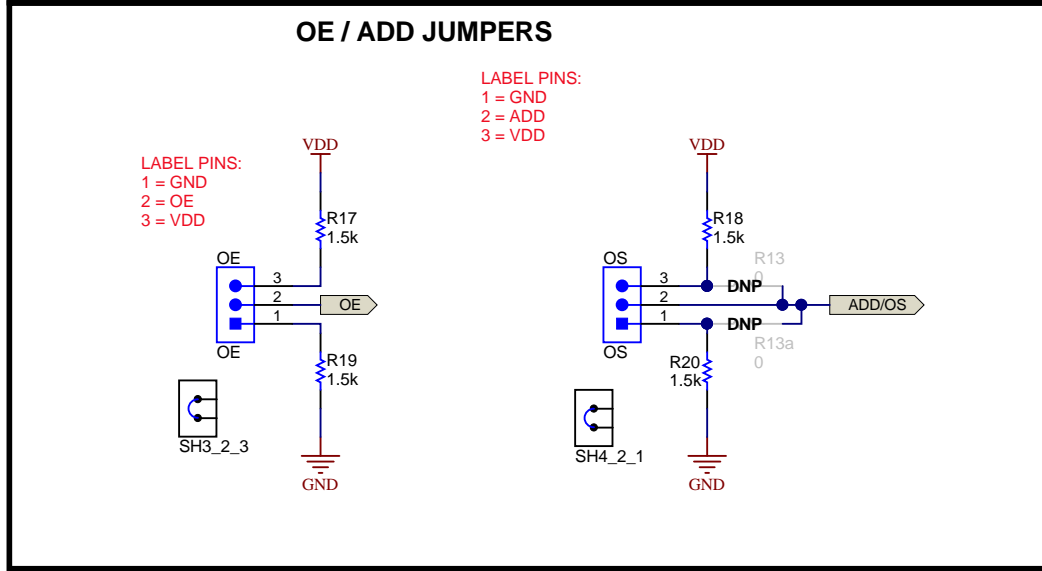 OE / ADD JUMPERS
LABEL PINS:
1 = GND
2 = ADD
3 = VDD
LABEL PINS:
1 = GND
2 = OE
3 = VDD
VDD
R17
1.5k
OE
3
2
1
OE
OE
R19
1.5k
GND
SH3_2_3
VDD
R18
1.5k
OS
3
2
1
OS
R13
0
DNP
DNP
R13a
0
ADD/OS
R20
1.5k
GND
SH4_2_1